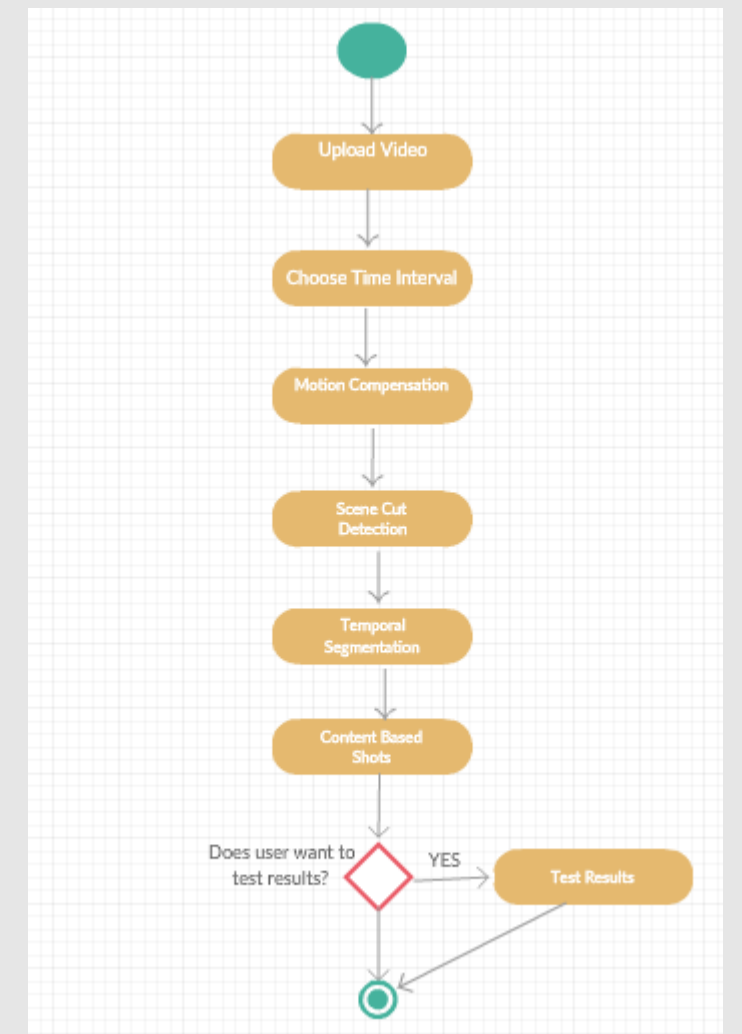 Upload Video
Choose Time Interval
Motion Compensation
Scene Cut
Detection
Temporal
Segmentation
Content Based
Shots
Does user want to
test results?
YES
Test Results